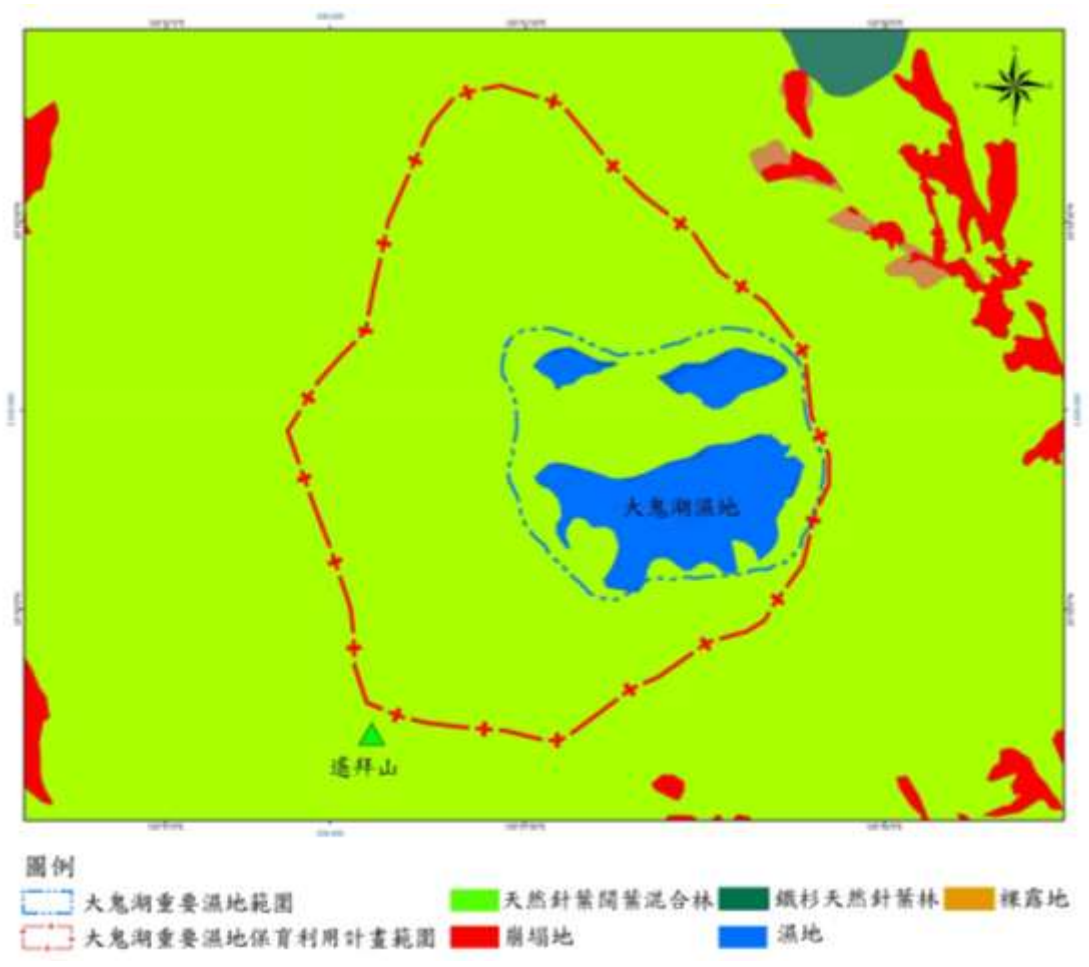 大鬼湖濕地
遙拜山
圖例
大鬼湖重要濕地範圍
天然針葉闊葉混合林
鐵杉天然針葉林
裸露地
大鬼湖重要濕地保育利用計畫範圍
崩塌地
濕地